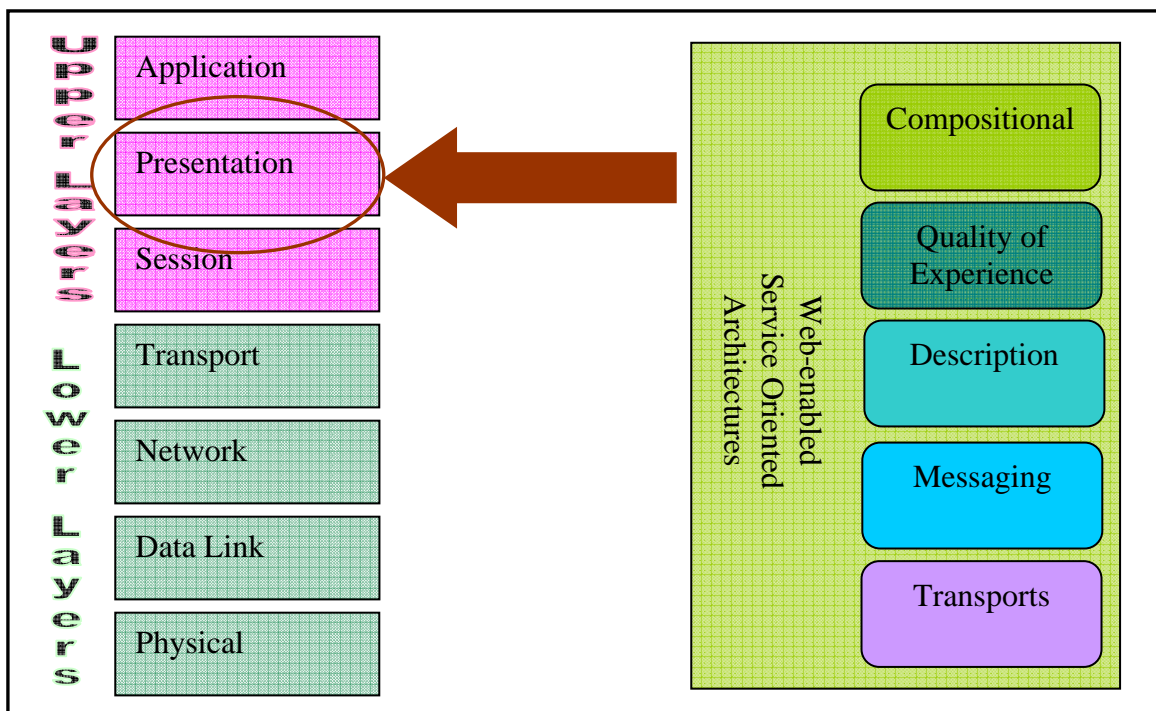 Upper Layers
Application
Presentation
Session
Lower Layers
Transport
Network
Data Link
Physical
Web-enabled
Service Oriented
Architectures
Compositional
Quality of
Experience
Description
Messaging
Transports